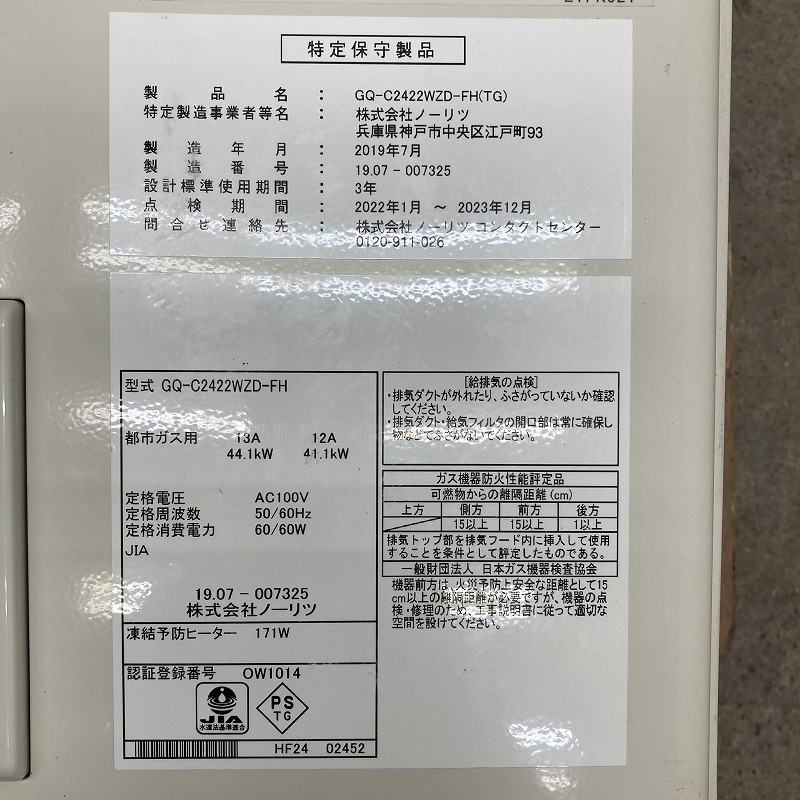 特定保守製品
製品名 : GQ-C2422WZD-FH(TG)
特定製造事業者等名 : 株式会社ノーリツ
兵庫県神戸市中央区江戸町93
製造年月 : 2019年7月
製造番号 : 19.07-007325
設計標準使用期間 : 3年
点検期間 : 2022年1月 ～ 2023年12月
問合せ連絡先 : 株式会社ノーリツ コンタクトセンター
0120-911-026
型式 GQ-C2422WZD-FH
都市ガス用 13A 12A
44.1kW 41.1kW
定格電圧 AC100V
定格周波数 50/60Hz
定格消費電力 60/60W
JIA
19.07-007325
株式会社ノーリツ
凍結予防ヒーター 171W
認証登録番号 OW1014
JIA
水道法基準適合
PS
TG
HF24 02452
[給排気の点検]
・排気ダクトが外れたり、ふさがっていないか確認
してください。
・排気ダクト・給気フィルタの開口部は常に確保し
物などでふさがないでください。
ガス機器防火性能評定品
可燃物からの離隔距離(cm)
上方 側方 前方 後方
15以上 15以上 1以上
排気トップ部を排気フード内に挿入して使用
することを条件として評定したものである。
一般財団法人 日本ガス機器検査協会
機器前方は、火災予防上安全な距離として15
cm以上の離隔距離が必要ですが、機器の点
検・修理のため、工事説明書に従って適切な
空間を設けてください。